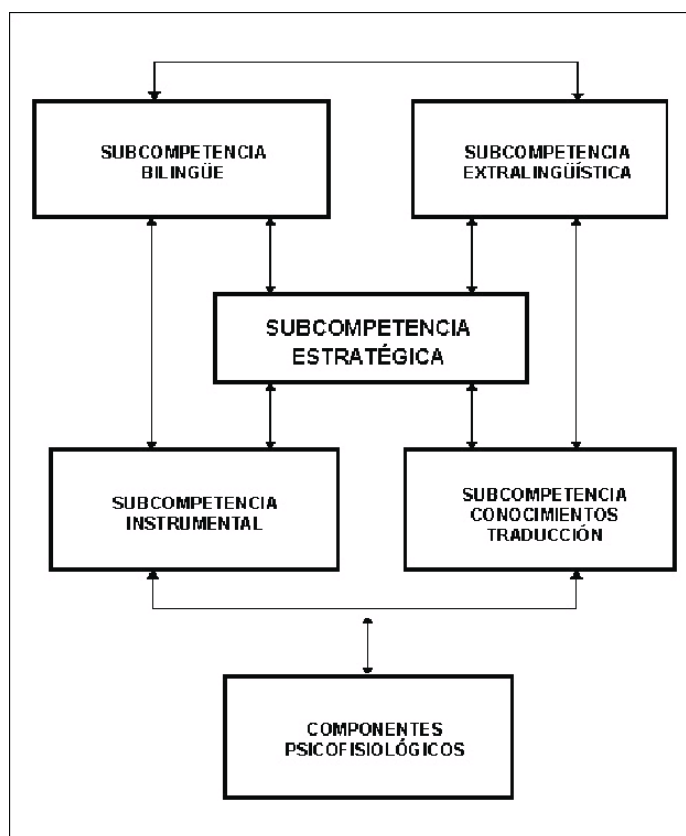 SUBCOMPETENCIA
BILINGÜE
SUBCOMPETENCIA
EXTRALINGÜÍSTICA
SUBCOMPETENCIA
ESTRATÉGICA
SUBCOMPETENCIA
INSTRUMENTAL
SUBCOMPETENCIA
CONOCIMIENTOS
TRADUCCIÓN
COMPONENTES
PSICOFISIOLÓGICOS